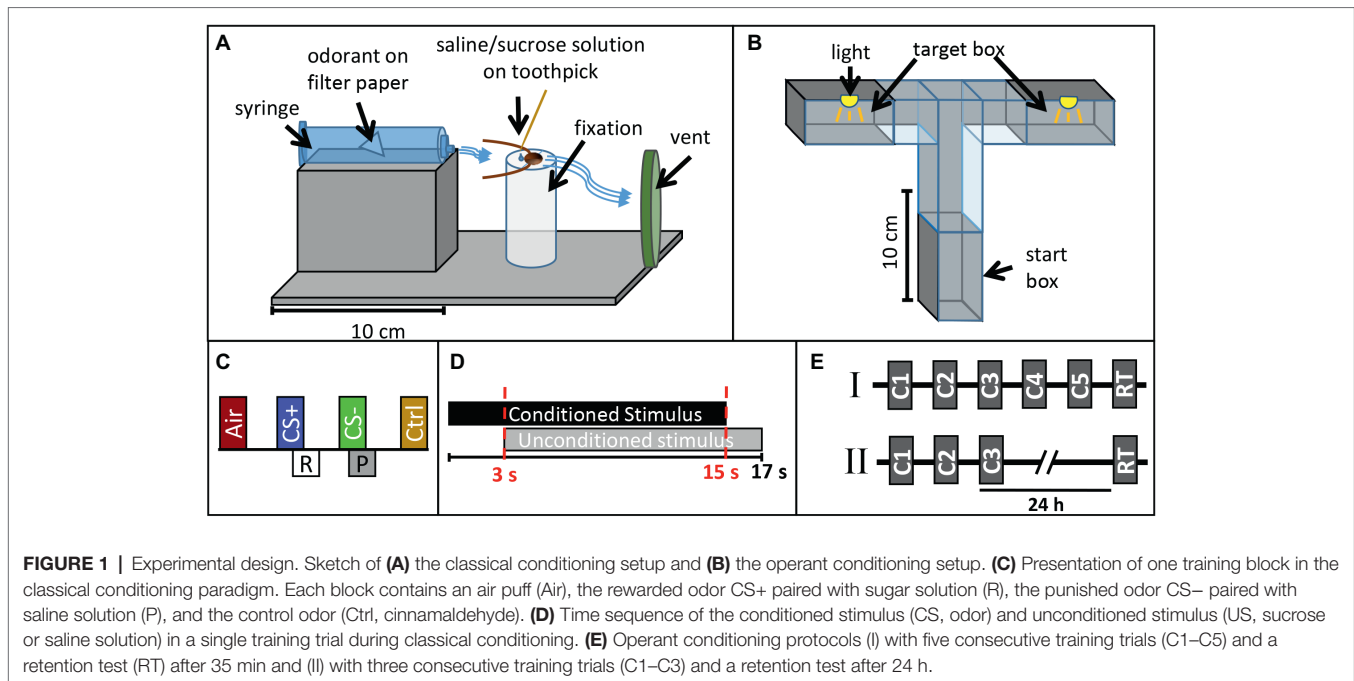 A
odorant on
filter paper
syringe
saline/sucrose solution
on toothpick
fixation
vent
10 cm
B
light
target box
10 cm
start
box
C
Air
CS+
CS-
Ctrl
R
P
D
Conditioned Stimulus
Unconditioned stimulus
3 s
15 s
17 s
E
I
C1
C2
C3
C4
C5
RT
II
C1
C2
C3
RT
24 h
FIGURE 1 | Experimental design. Sketch of (A) the classical conditioning setup and (B) the operant conditioning setup. (C) Presentation of one training block in the
classical conditioning paradigm. Each block contains an air puff (Air), the rewarded odor CS+ paired with sugar solution (R), the punished odor CS− paired with
saline solution (P), and the control odor (Ctrl, cinnamaldehyde). (D) Time sequence of the conditioned stimulus (CS, odor) and unconditioned stimulus (US, sucrose
or saline solution) in a single training trial during classical conditioning. (E) Operant conditioning protocols (I) with five consecutive training trials (C1–C5) and a
retention test (RT) after 35 min and (II) with three consecutive training trials (C1–C3) and a retention test after 24 h.